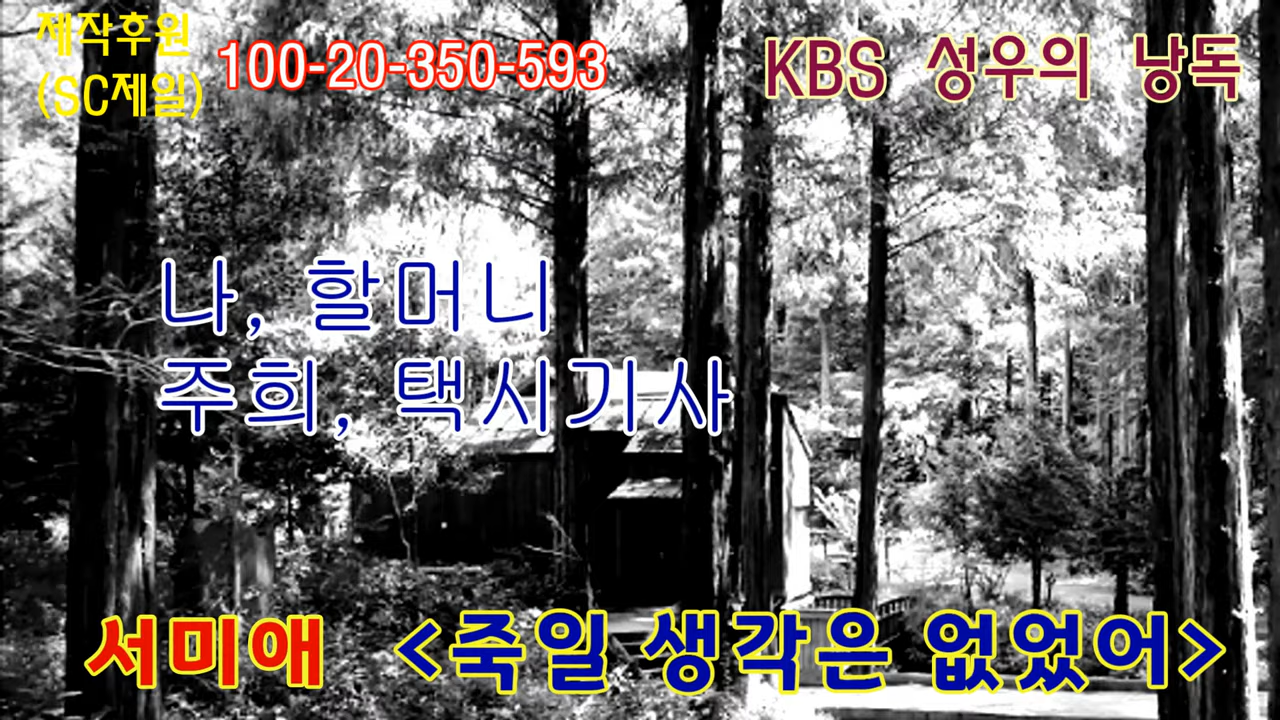 제작후원
(SC제일)
100-20-350-593
KBS 성우의 낭독
나, 할머니
주희, 택시기사
서미애 <죽일 생각은 없었어>